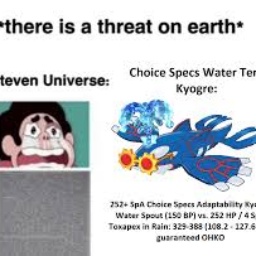 *there is a threat on earth*
teven Universe:
Choice Specs Water Ter
Kyogre:
252+ SpA Choice Specs Adaptability Kyo
Water Spout (150 BP) vs. 252 HP / 4 Sp
Toxapex in Rain: 329-388 (108.2 - 127.6
guaranteed OHKO